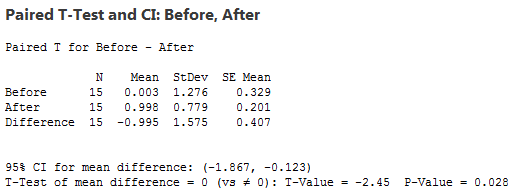 Paired T-Test and CI: Before, After
Paired T for Before - After
N Mean StDev SE Mean
Before 15 0.003 1.276 0.329
After 15 0.998 0.779 0.201
Difference 15 -0.995 1.575 0.407
95% CI for mean difference: (-1.867, -0.123)
T-Test of mean difference = 0 (vs ≠ 0): T-Value = -2.45 P-Value = 0.028